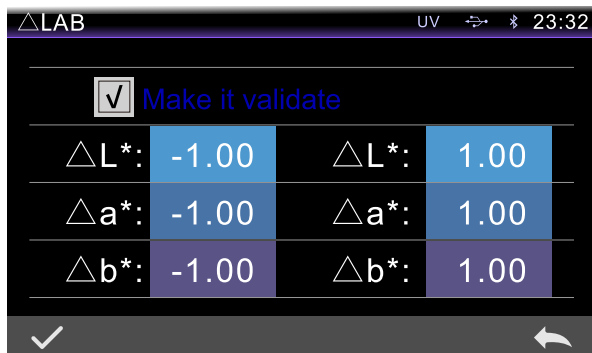 △LAB UV 23:32
√ Make it validate
△L*: -1.00 △L*: 1.00
△a*: -1.00 △a*: 1.00
△b*: -1.00 △b*: 1.00